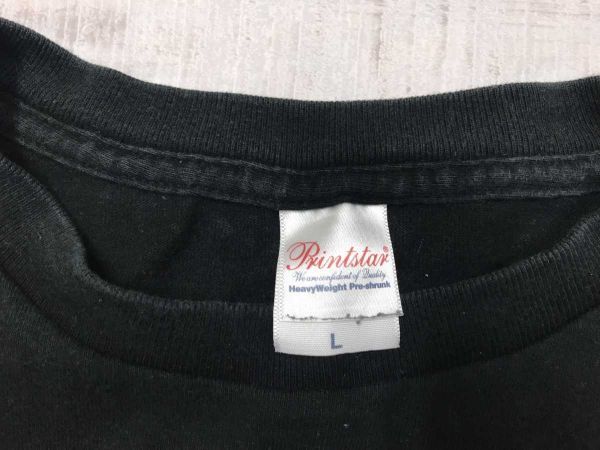 Printstar®
We are confident of Quality
HeavyWeight Pre-shrunk
L